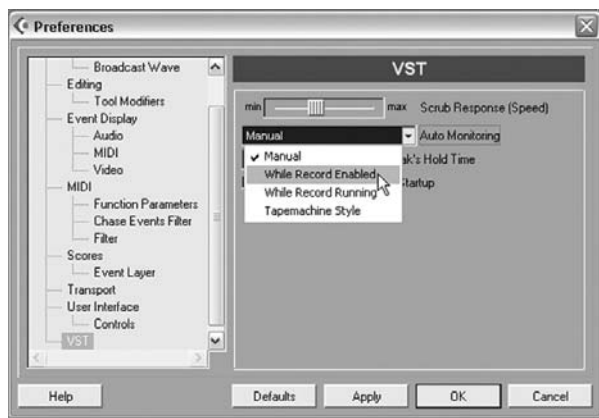 Preferences
Broadcast Wave
Editing
Tool Modifiers
Event Display
Audio
MIDI
Video
MIDI
Function Parameters
Chase Events Filter
Filter
Scores
Event Layer
Transport
User Interface
Controls
VST
VST
min max Scrub Response (Speed)
Manual Auto Monitoring
Manual
While Record Enabled
While Record Running
Tapemachine Style
Hold Time
Startup
Help Defaults Apply OK Cancel